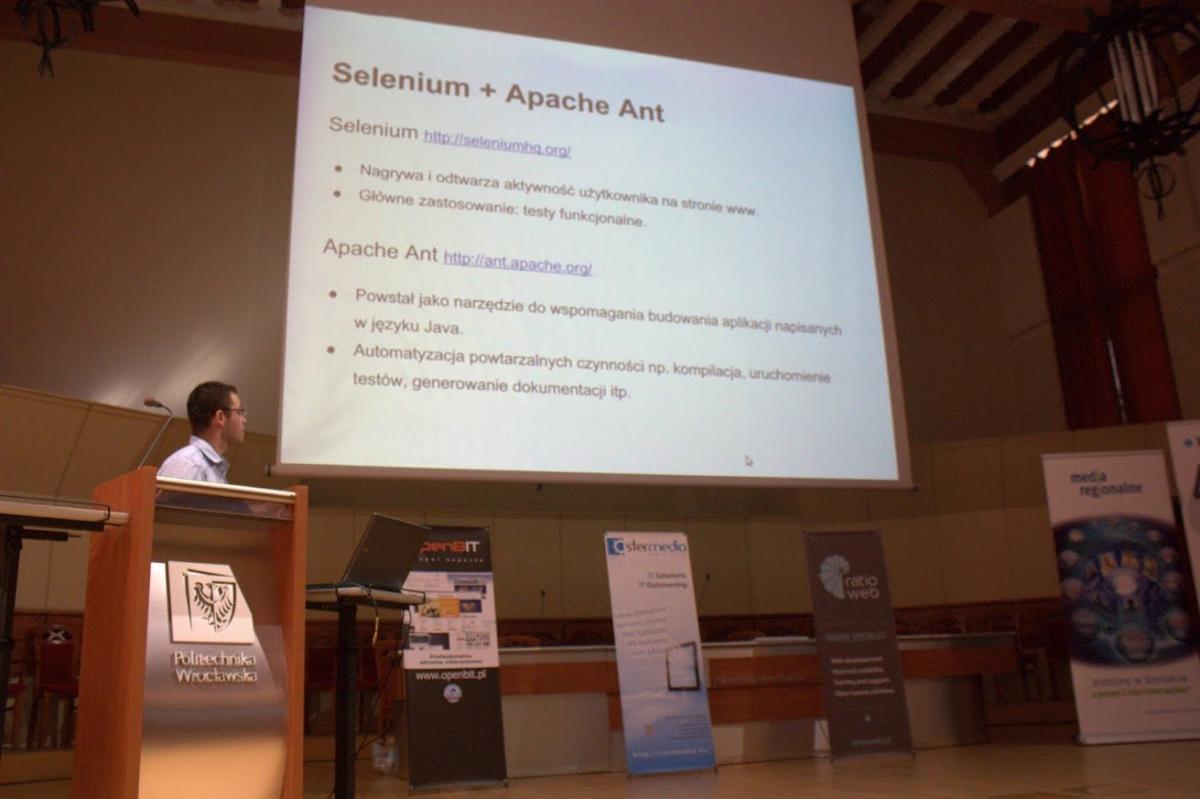 Selenium + Apache Ant
Selenium http://seleniumhq.org/
Nagrywa i odtwarza aktywność użytkownika na stronie www.
Główne zastosowanie: testy funkcjonalne.
Apache Ant http://ant.apache.org/
Powstał jako narzędzie do wspomagania budowania aplikacji napisanych
w języku Java.
Automatyzacja powtarzalnych czynności np. kompilacja, uruchomienie
testów, generowanie dokumentacji itp.
Politechnika
Wrocławska
openBIT
www.openbit.pl
stermedia
IT Solutions
IT Outsourcing
ratio
web
media
regionalne